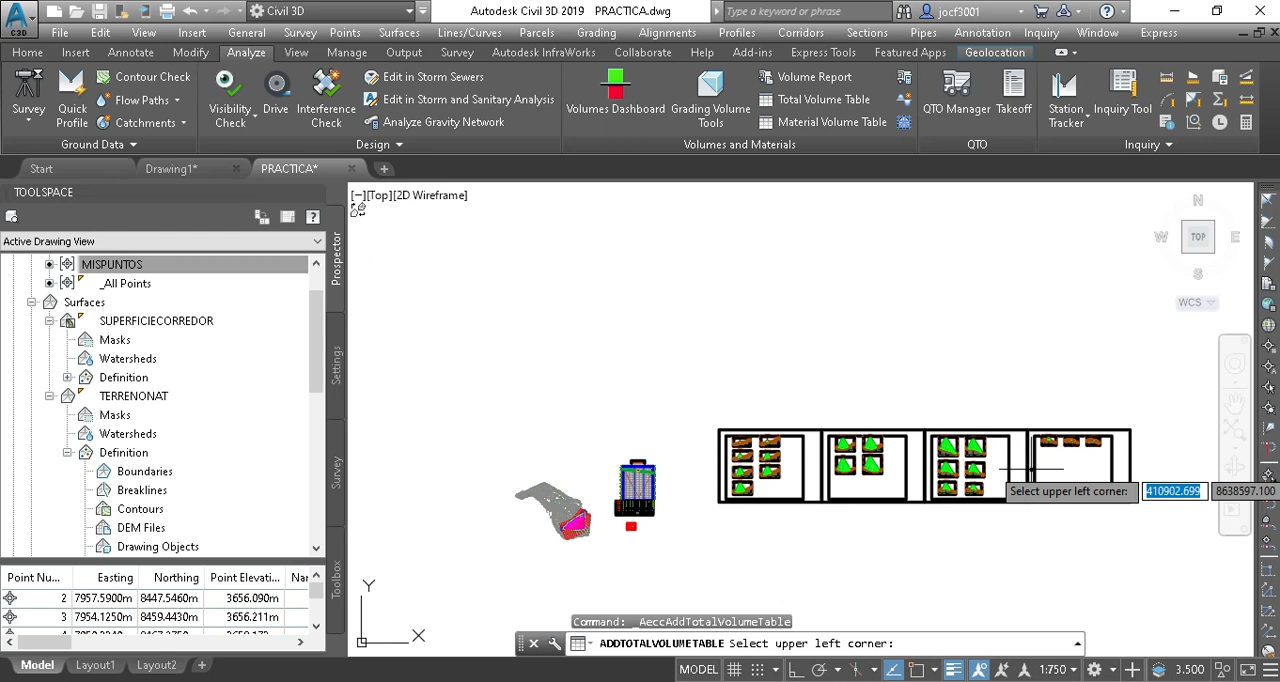 Civil 3D
Autodesk Civil 3D 2019 PRACTICA.dwg
Type a keyword or phrase
jocf3001
C3D
File Edit View Insert General Survey Points Surfaces Lines/Curves Parcels Grading Alignments Profiles Corridors Sections Pipes Annotation Inquiry Window Express
Home Insert Annotate Modify Analyze View Manage Output Survey Autodesk InfraWorks Collaborate Help Add-ins Express Tools Featured Apps Geolocation
Survey
Quick Profile
Contour Check
Flow Paths
Catchments
Visibility Check
Drive
Interference Check
Edit in Storm Sewers
Edit in Storm and Sanitary Analysis
Analyze Gravity Network
Volumes Dashboard
Grading Volume Tools
Volume Report
Total Volume Table
Material Volume Table
QTO Manager
Takeoff
Station Tracker
Inquiry Tool
Ground Data
Design
Volumes and Materials
QTO
Inquiry
Start
Drawing1*
PRACTICA*
TOOLSPACE
Active Drawing View
MISPUNTOS
_All Points
Surfaces
SUPERFICIECORREDOR
Masks
Watersheds
Definition
TERRENONAT
Masks
Watersheds
Definition
Boundaries
Breaklines
Contours
DEM Files
Drawing Objects
Prospector
Settings
Survey
Toolbox
Point Nu... Easting Northing Point Elevati... Nar
2 7957.5900m 8447.5460m 3656.090m
3 7954.1250m 8459.4430m 3656.211m
[−][Top][2D Wireframe]
N
W
TOP
E
S
WCS
Select upper left corner:
410902.699
8638597.100
Y
X
Command: _AeccAddTotalVolumeTable
ADDTOTALVOLUMETABLE Select upper left corner:
Model Layout1 Layout2
MODEL
1:750
3.500